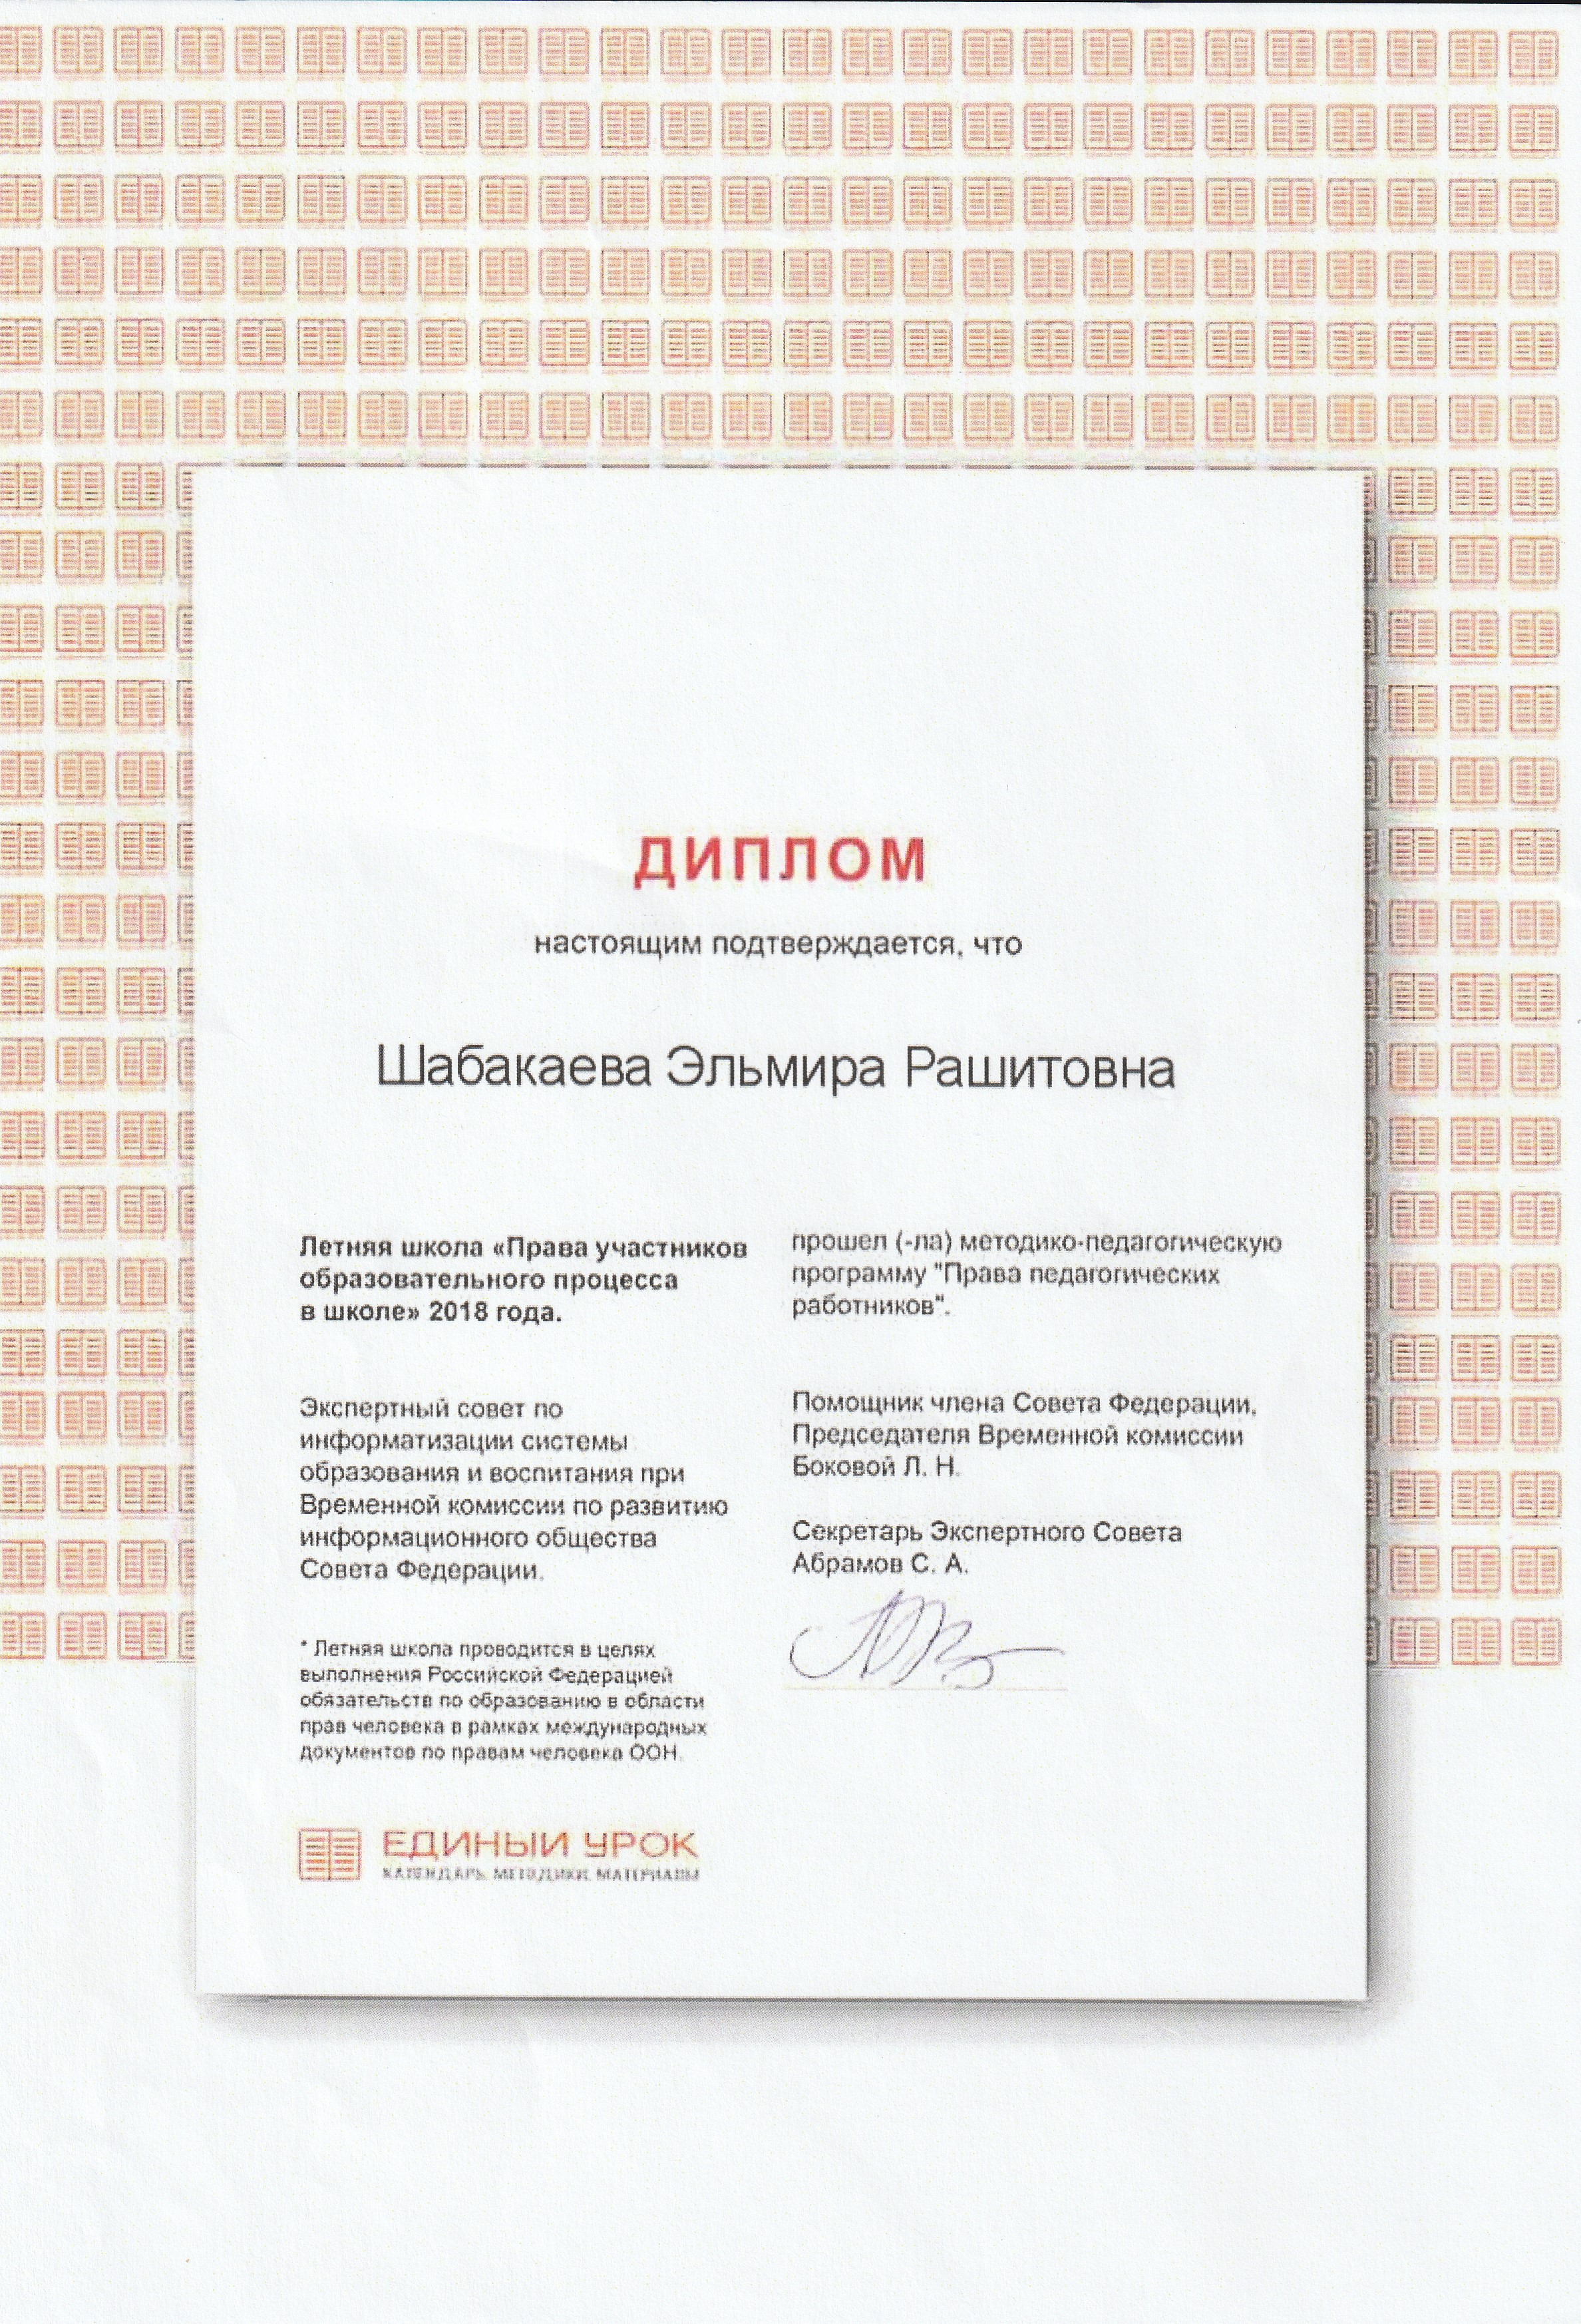 ДИПЛОМ
настоящим подтверждается, что
Шабакаева Эльмира Рашитовна
Летняя школа «Права участников
образовательного процесса
в школе» 2018 года.
Экспертный совет по
информатизации системы
образования и воспитания при
Временной комиссии по развитию
информационного общества
Совета Федерации.
* Летняя школа проводится в целях
выполнения Российской Федерацией
обязательств по образованию в области
прав человека в рамках международных
документов по правам человека ООН.
прошел (-ла) методико-педагогическую
программу "Права педагогических
работников".
Помощник члена Совета Федерации,
Председателя Временной комиссии
Боковой Л. Н.
Секретарь Экспертного Совета
Абрамов С. А.
ЕДИНЫЙ УРОК
КАЛЕНДАРЬ, МЕТОДИКИ, МАТЕРИАЛЫ